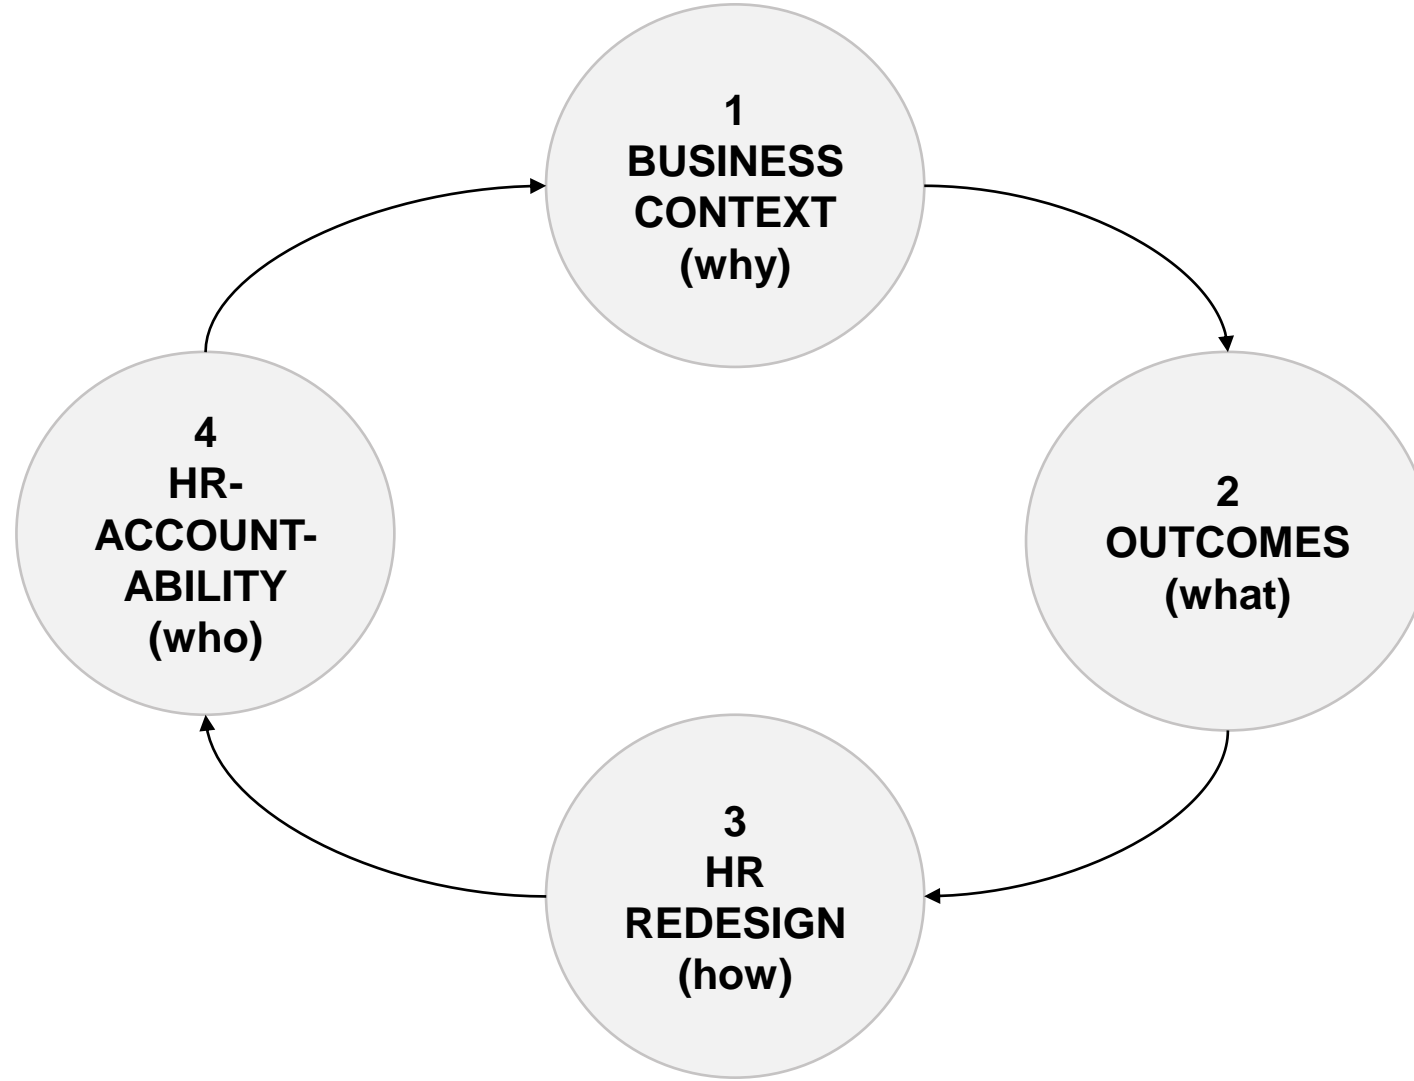 1
BUSINESS
CONTEXT
(why)
2
OUTCOMES
(what)
3
HR
REDESIGN
(how)
4
HR-
ACCOUNT-
ABILITY
(who)